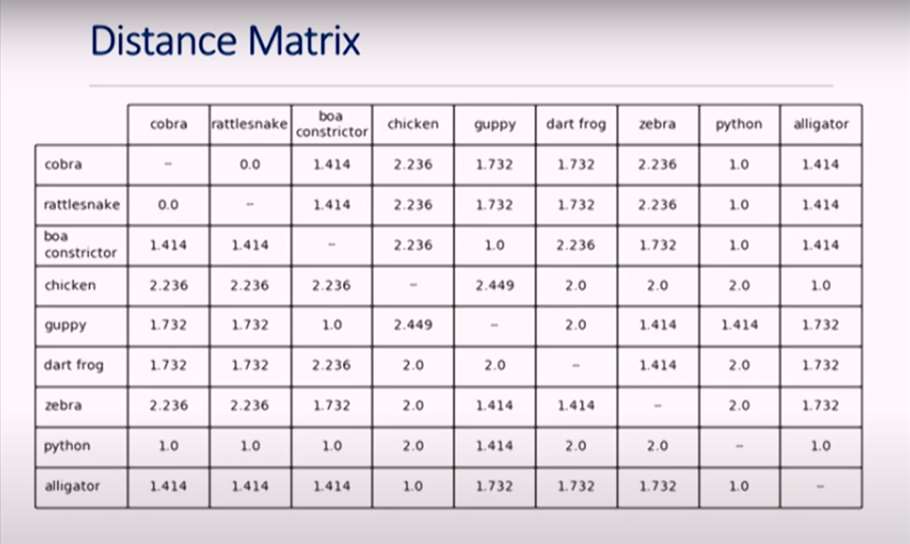 Distance Matrix
cobra rattlesnake boa constrictor chicken guppy dart frog zebra python alligator
cobra -- 0.0 1.414 2.236 1.732 1.732 2.236 1.0 1.414
rattlesnake 0.0 -- 1.414 2.236 1.732 1.732 2.236 1.0 1.414
boa constrictor 1.414 1.414 -- 2.236 1.0 2.236 1.732 1.0 1.414
chicken 2.236 2.236 2.236 -- 2.449 2.0 2.0 2.0 1.0
guppy 1.732 1.732 1.0 2.449 -- 2.0 1.414 1.414 1.732
dart frog 1.732 1.732 2.236 2.0 2.0 -- 1.414 2.0 1.732
zebra 2.236 2.236 1.732 2.0 1.414 1.414 -- 2.0 1.732
python 1.0 1.0 1.0 2.0 1.414 2.0 2.0 -- 1.0
alligator 1.414 1.414 1.414 1.0 1.732 1.732 1.732 1.0 --